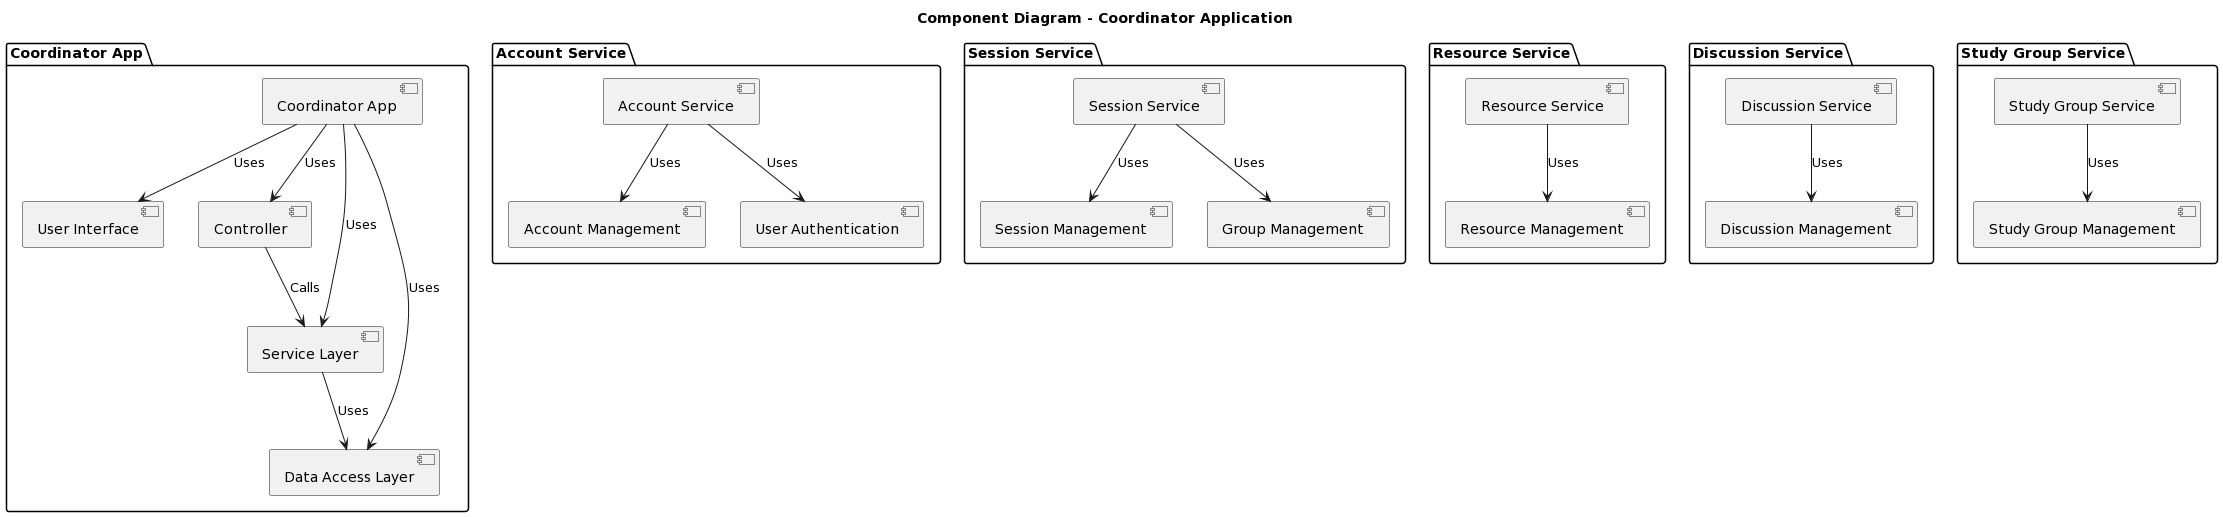 Component Diagram - Coordinator Application
Coordinator App
Coordinator App
Uses
Uses
Uses
Uses
User Interface
Controller
Calls
Service Layer
Uses
Data Access Layer
Account Service
Account Service
Uses
Uses
Account Management
User Authentication
Session Service
Session Service
Uses
Uses
Session Management
Group Management
Resource Service
Resource Service
Uses
Resource Management
Discussion Service
Discussion Service
Uses
Discussion Management
Study Group Service
Study Group Service
Uses
Study Group Management